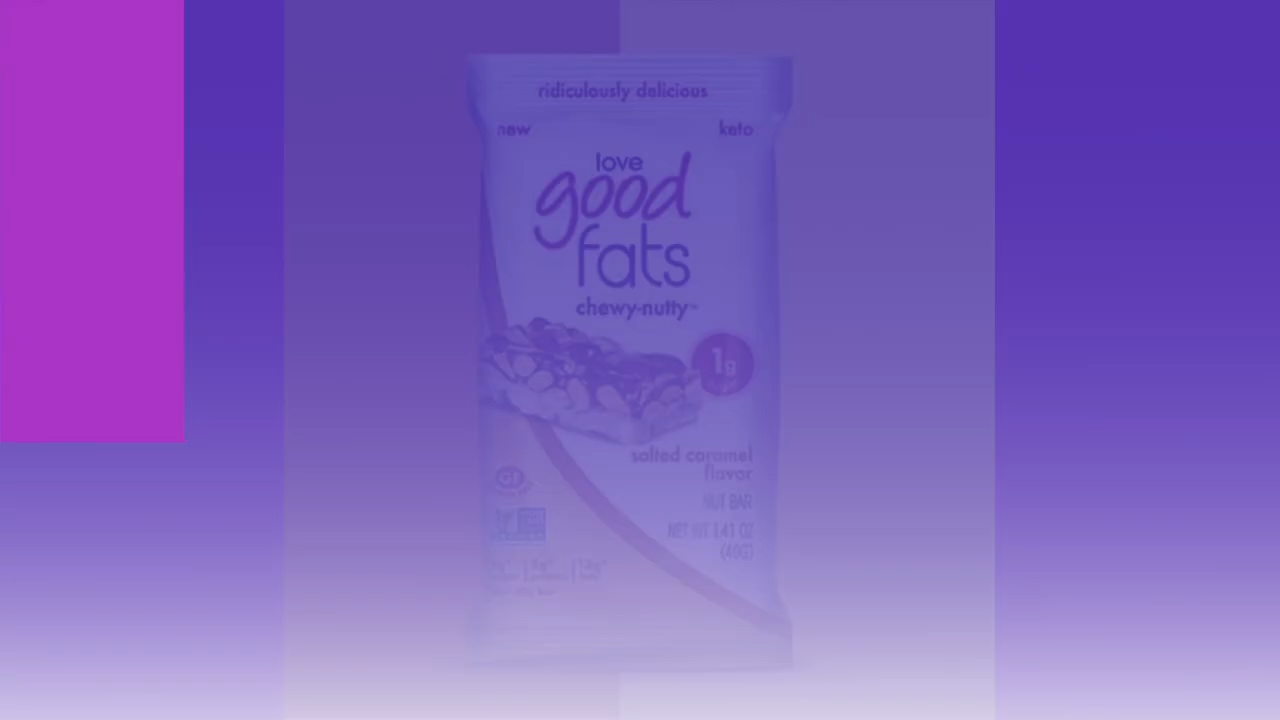 ridiculously delicious
new
keto
love
good
fats
chewy-nutty™
1g
salted caramel
flavor
NUT BAR
NET WT 1.41 OZ
(40G)